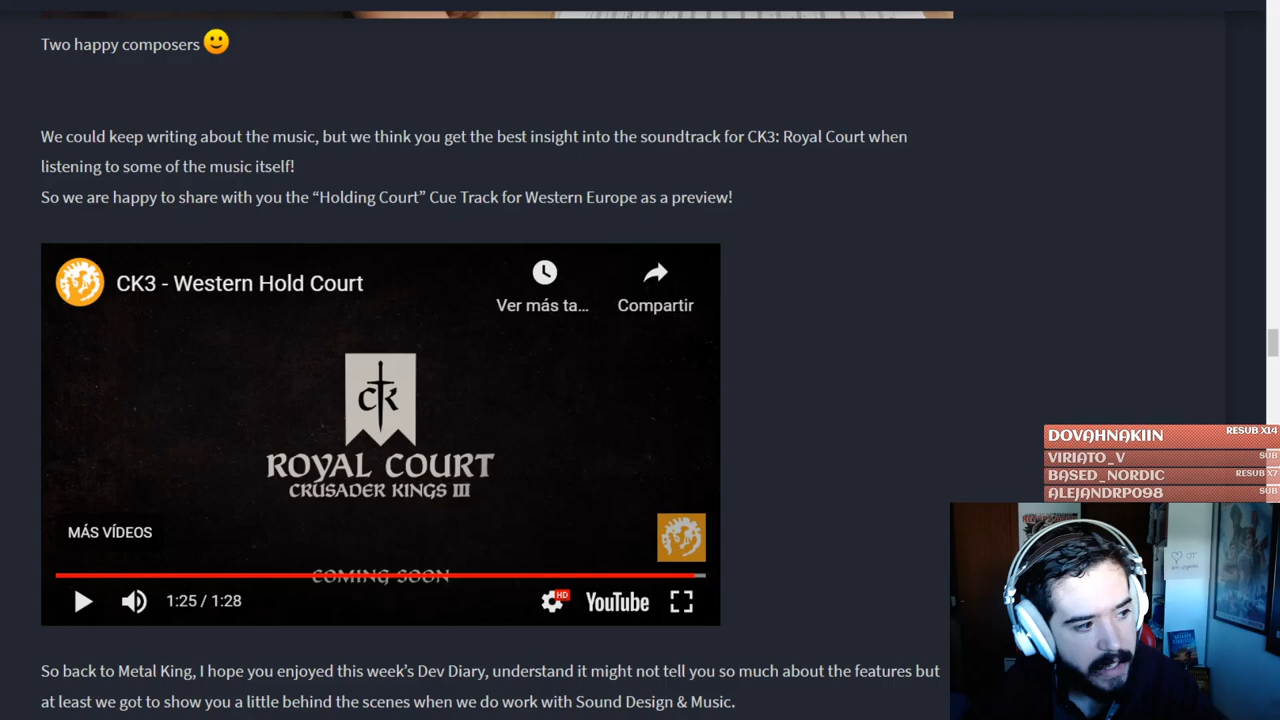 Two happy composers
We could keep writing about the music, but we think you get the best insight into the soundtrack for CK3: Royal Court when
listening to some of the music itself!
So we are happy to share with you the “Holding Court” Cue Track for Western Europe as a preview!
CK3 - Western Hold Court
Ver más ta...
Compartir
CK
ROYAL COURT
CRUSADER KINGS III
MÁS VÍDEOS
COMING SOON
1:25 / 1:28
HD
YouTube
DOVAHNAKIIN RESUB X14
VIRIATO_V SUB
BASED_NORDIC RESUB X7
ALEJANDRP098 SUB
So back to Metal King, I hope you enjoyed this week’s Dev Diary, understand it might not tell you so much about the features but
at least we got to show you a little behind the scenes when we do work with Sound Design & Music.